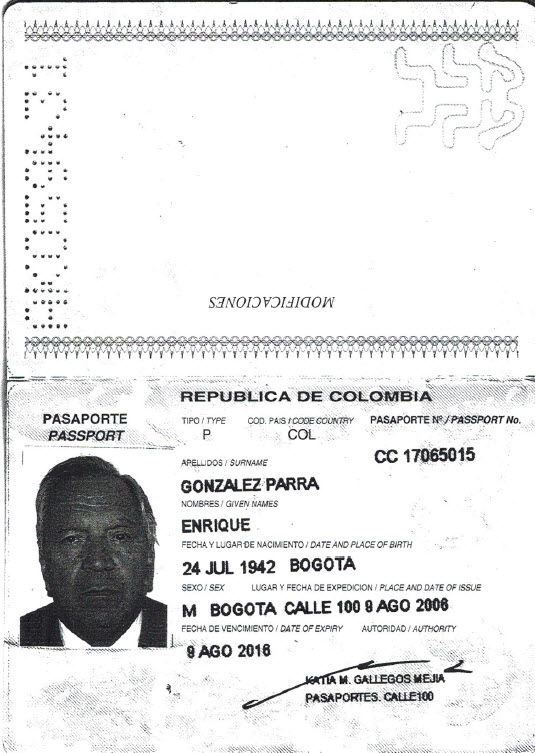 AK059431
MODIFICACIONES
REPUBLICA DE COLOMBIA
PASAPORTE
PASSPORT
TIPO / TYPE COD. PAIS / CODE COUNTRY PASAPORTE Nº / PASSPORT No.
P COL
CC 17065015
APELLIDOS / SURNAME
GONZALEZ PARRA
NOMBRES / GIVEN NAMES
ENRIQUE
FECHA Y LUGAR DE NACIMIENTO / DATE AND PLACE OF BIRTH
24 JUL 1942 BOGOTA
SEXO / SEX LUGAR Y FECHA DE EXPEDICION / PLACE AND DATE OF ISSUE
M BOGOTA CALLE 100 9 AGO 2006
FECHA DE VENCIMIENTO / DATE OF EXPIRY AUTORIDAD / AUTHORITY
9 AGO 2016
KATIA M. GALLEGOS MEJIA
PASAPORTES. CALLE100